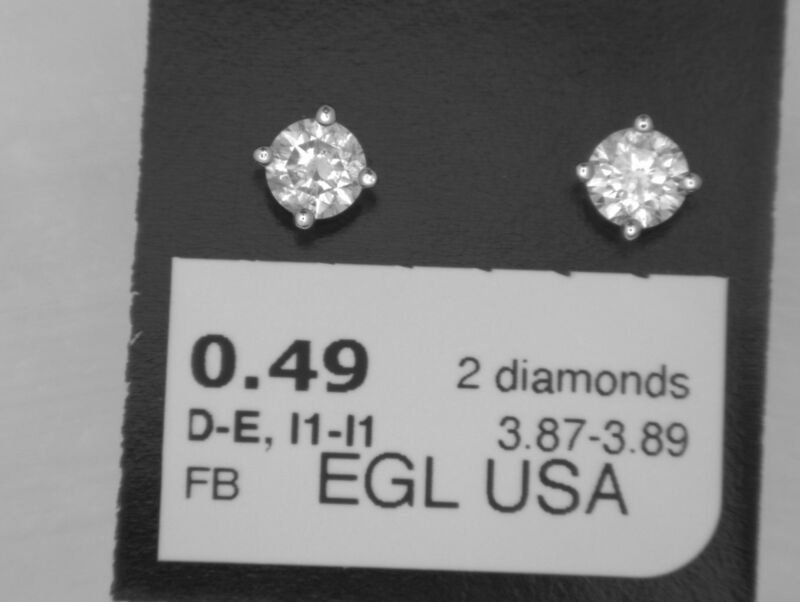 0.49 2 diamonds
D-E, I1-I1 3.87-3.89
FB EGL USA